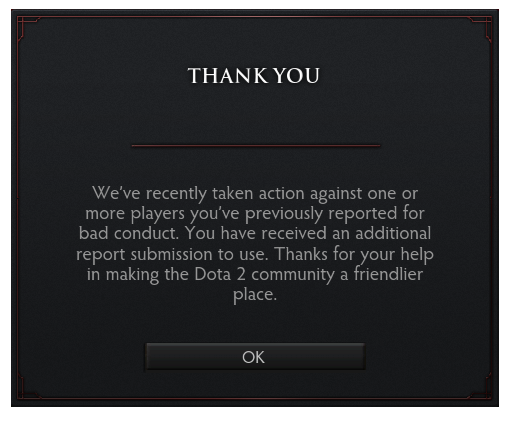 THANK YOU
We've recently taken action against one or
more players you've previously reported for
bad conduct. You have received an additional
report submission to use. Thanks for your help
in making the Dota 2 community a friendlier
place.
OK